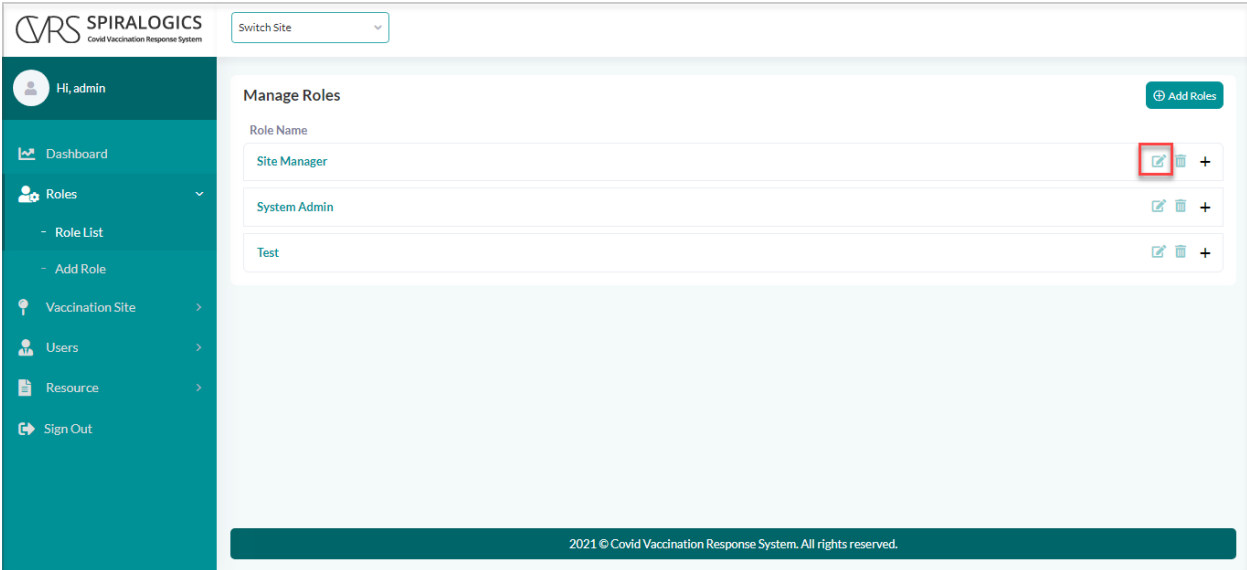 CVRS SPIRALOGICS
Covid Vaccination Response System
Switch Site
Hi, admin
Dashboard
Roles
- Role List
- Add Role
Vaccination Site
Users
Resource
Sign Out
Manage Roles
Add Roles
Role Name
Site Manager
System Admin
Test
2021 © Covid Vaccination Response System. All rights reserved.